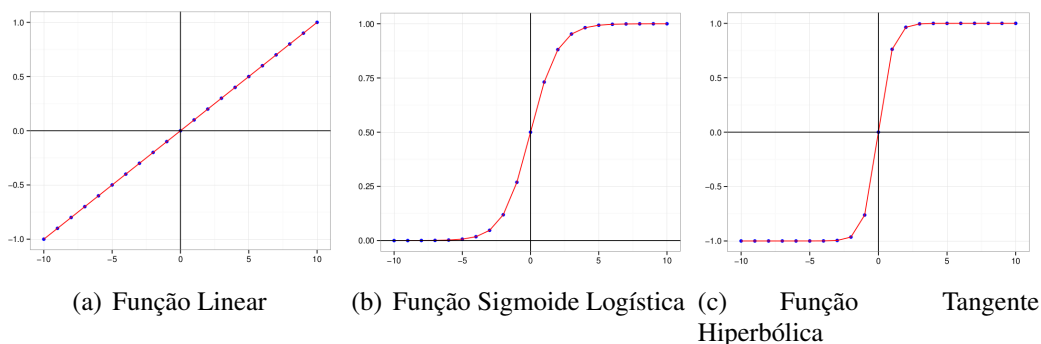 1.0
0.5
0.0
−0.5
−1.0
−10 −5 0 5 10
(a) Função Linear
1.00
0.75
0.50
0.25
0.00
−10 −5 0 5 10
(b) Função Sigmoide Logística
1.0
0.5
0.0
−0.5
−1.0
−10 −5 0 5 10
(c) Função Tangente
Hiperbólica